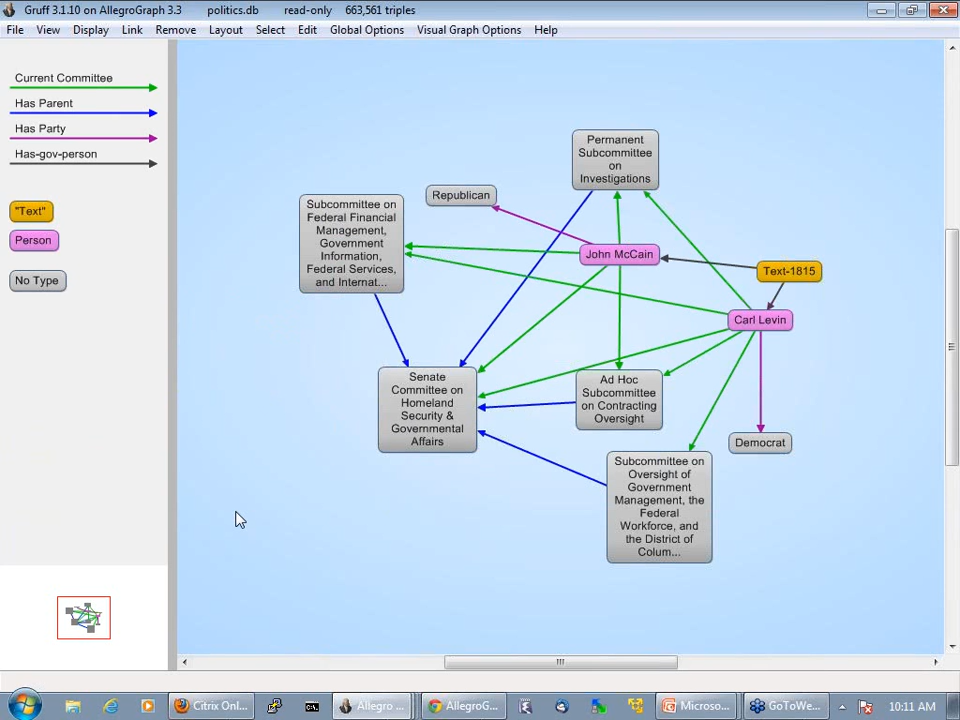 Gruff 3.1.10 on AllegroGraph 3.3 politics.db read-only 663,561 triples
File View Display Link Remove Layout Select Edit Global Options Visual Graph Options Help
Current Committee
Has Parent
Has Party
Has-gov-person
"Text"
Person
No Type
Permanent
Subcommittee
on
Investigations
Republican
Subcommittee on
Federal Financial
Management,
Government
Information,
Federal Services,
and Internat...
John McCain
Text-1815
Carl Levin
Senate
Committee on
Homeland
Security &
Governmental
Affairs
Ad Hoc
Subcommittee
on Contracting
Oversight
Democrat
Subcommittee on
Oversight of
Government
Management, the
Federal
Workforce, and
the District of
Colum...
Citrix Onl... Allegro ... AllegroG... Microso... GoToWe... 10:11 AM